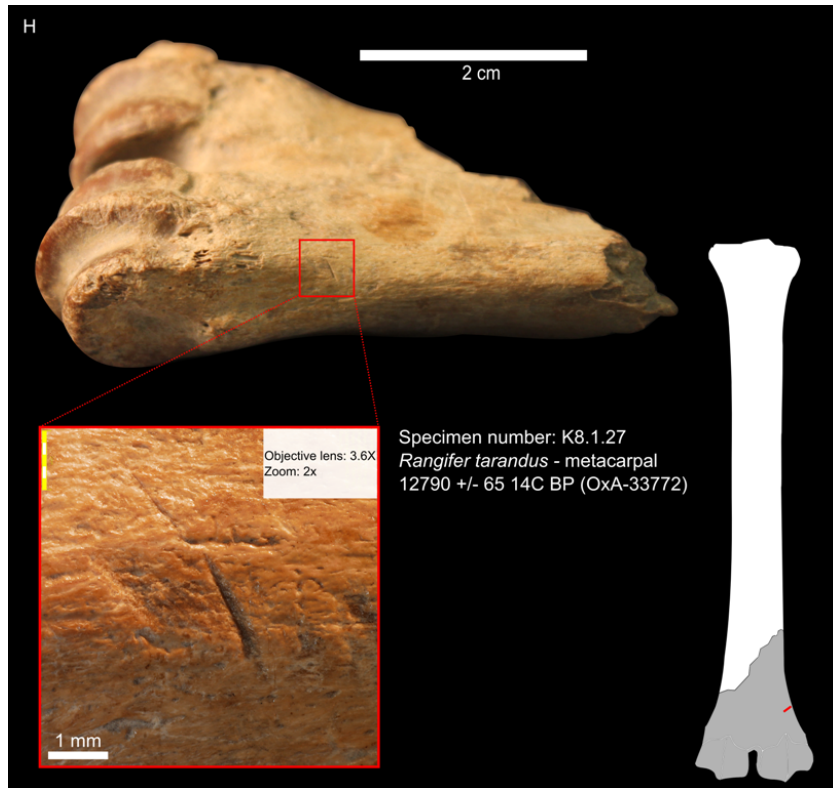 H
2 cm
Objective lens: 3.6X
Zoom: 2x
Specimen number: K8.1.27
Rangifer tarandus - metacarpal
12790 +/- 65 14C BP (OxA-33772)
1 mm